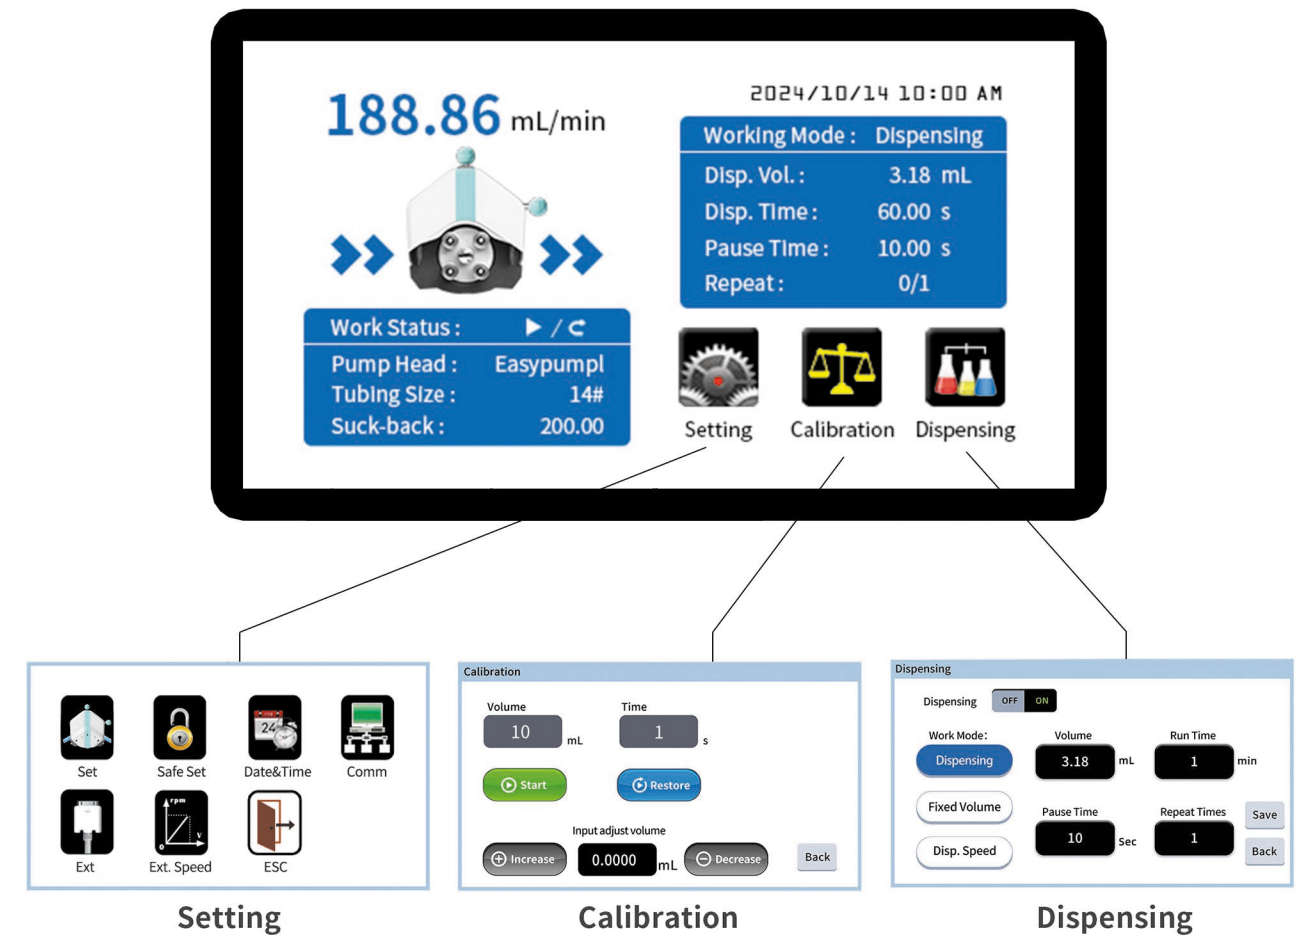 188.86 mL/min
2024/10/14 10:00 AM
Working Mode : Dispensing
Disp. Vol. : 3.18 mL
Disp. Time : 60.00 s
Pause Time : 10.00 s
Repeat : 0/1
Work Status : /
Pump Head : Easypumpl
Tubing Size : 14#
Suck-back : 200.00
Setting
Calibration
Dispensing
Set
Safe Set
24
Date&Time
Comm
Ext
rpm
0
V
Ext. Speed
ESC
Setting
Calibration
Volume
Time
10 mL
1 s
Start
Restore
Input adjust volume
Increase
0.0000 mL
Decrease
Back
Calibration
Dispensing
Dispensing OFF ON
Work Mode:
Volume
Run Time
Dispensing
3.18 mL
1 min
Fixed Volume
Pause Time
Repeat Times
Save
Disp. Speed
10 Sec
1
Back
Dispensing